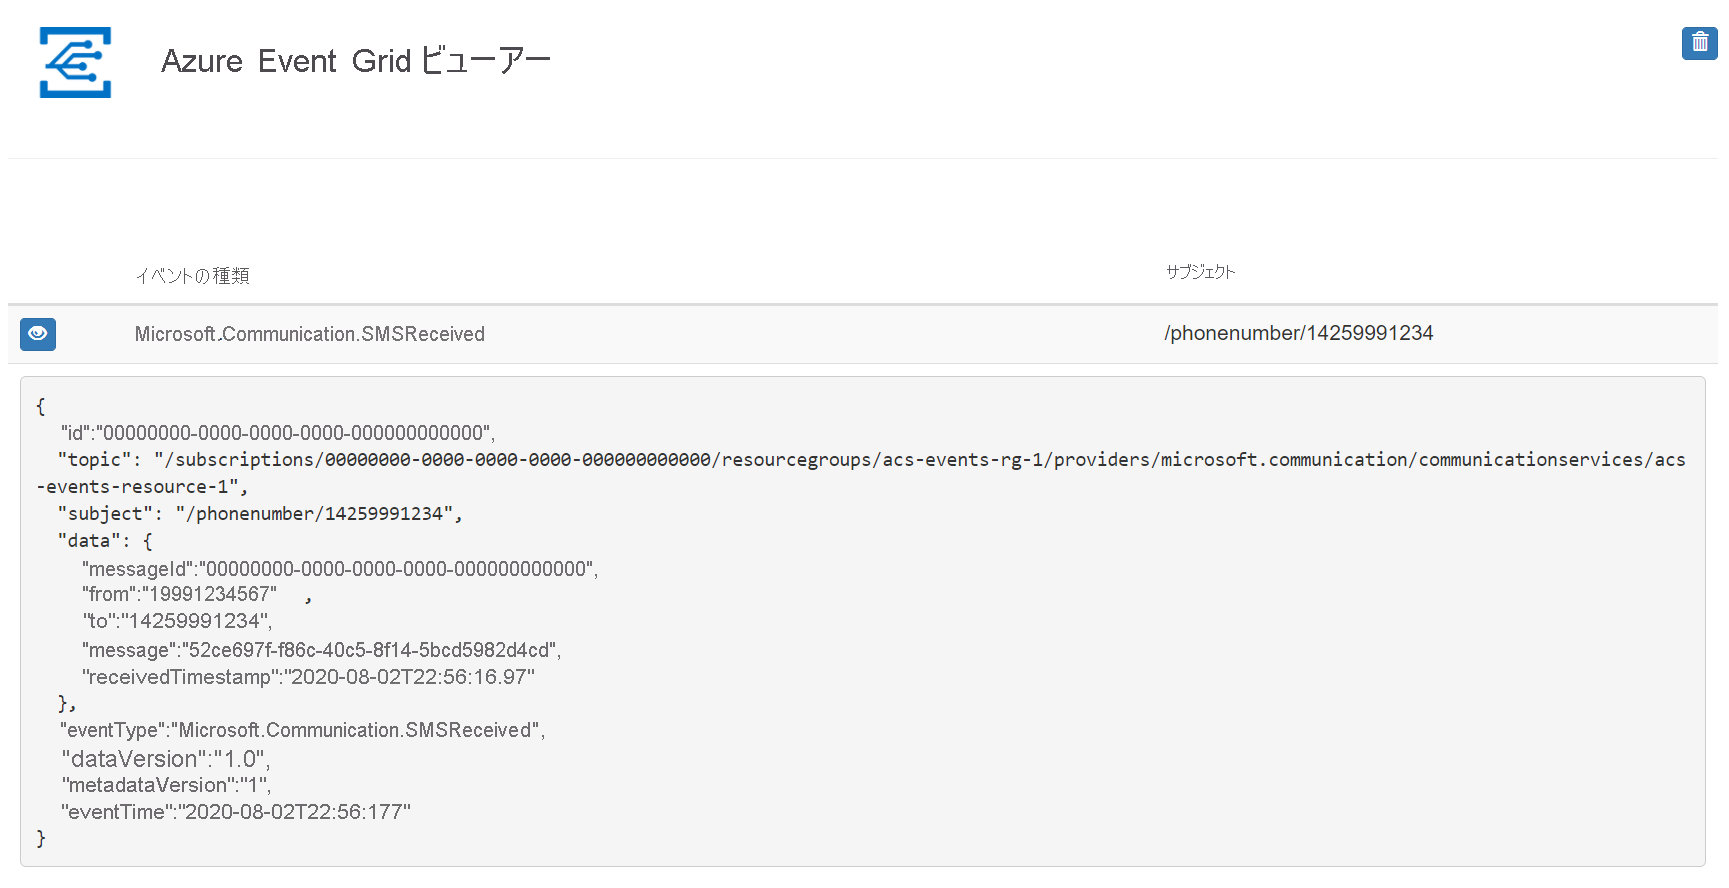 Azure Event Grid ビューアー
イベントの種類 サブジェクト
Microsoft.Communication.SMSReceived /phonenumber/14259991234
{
"id":"00000000-0000-0000-0000-000000000000",
"topic": "/subscriptions/00000000-0000-0000-0000-000000000000/resourcegroups/acs-events-rg-1/providers/microsoft.communication/communicationservices/acs
-events-resource-1",
"subject": "/phonenumber/14259991234",
"data": {
"messageId":"00000000-0000-0000-0000-000000000000",
"from":"19991234567" ,
"to":"14259991234",
"message":"52ce697f-f86c-40c5-8f14-5bcd5982d4cd",
"receivedTimestamp":"2020-08-02T22:56:16.97"
},
"eventType":"Microsoft.Communication.SMSReceived",
"dataVersion":"1.0",
"metadataVersion":"1",
"eventTime":"2020-08-02T22:56:177"
}